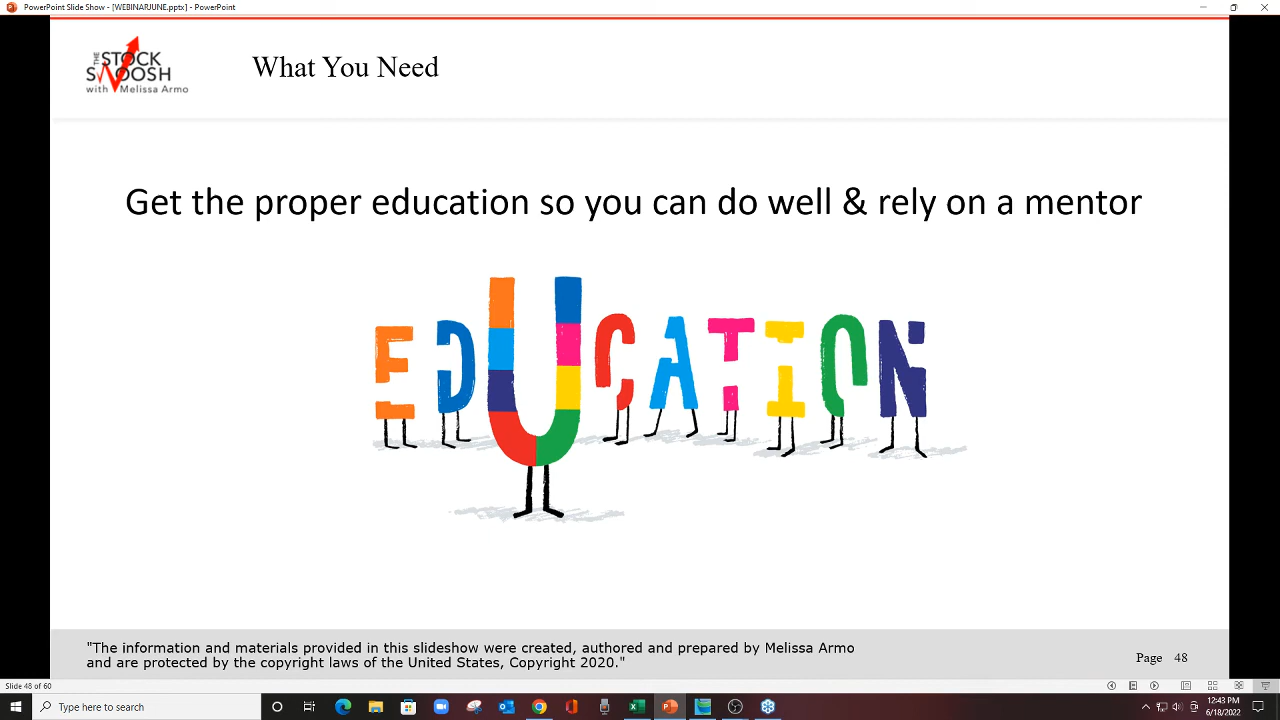 PowerPoint Slide Show - [WEBINARJUNE.pptx] - PowerPoint
THE
STOCK
SWOOSH
with Melissa Armo
What You Need
Get the proper education so you can do well & rely on a mentor
EDUCATION
"The information and materials provided in this slideshow were created, authored and prepared by Melissa Armo
and are protected by the copyright laws of the United States, Copyright 2020."
Page 48
Slide 48 of 60
Type here to search
12:43 PM
6/18/2022